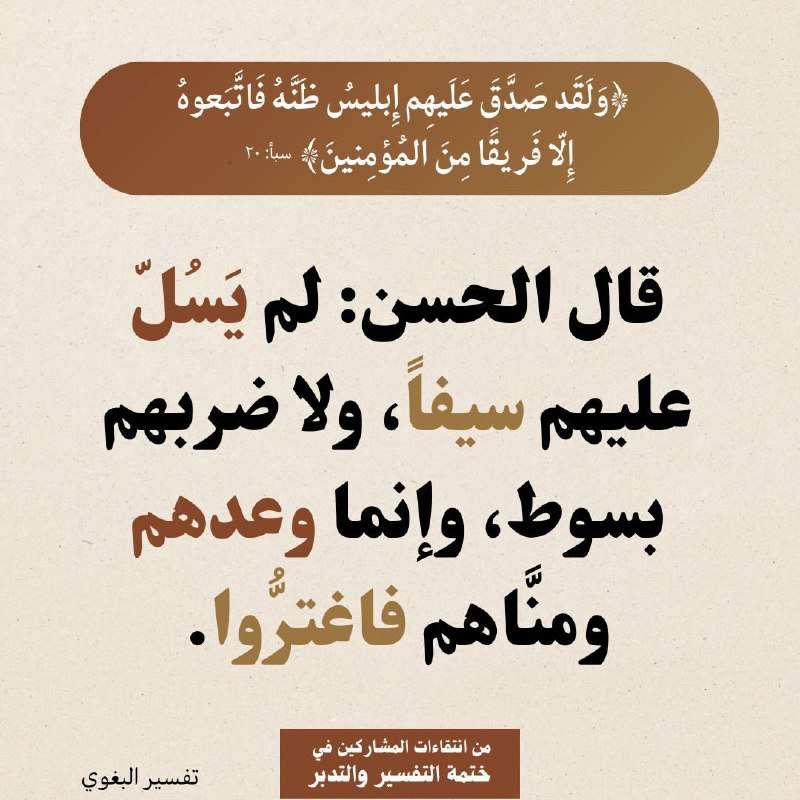 ﴿وَلَقَد صَدَّقَ عَلَيهِم إِبليسُ ظَنَّهُ فَاتَّبَعوهُ
إِلّا فَريقًا مِنَ المُؤمِنينَ﴾ سبأ: ٢٠
قال الحسن: لم يَسُلّ
عليهم سيفاً، ولا ضربهم
بسوط، وإنما وعدهم
ومنَّاهم فاغترُّوا.
من انتقاءات المشاركين في
ختمة التفسير والتدبر
تفسير البغوي